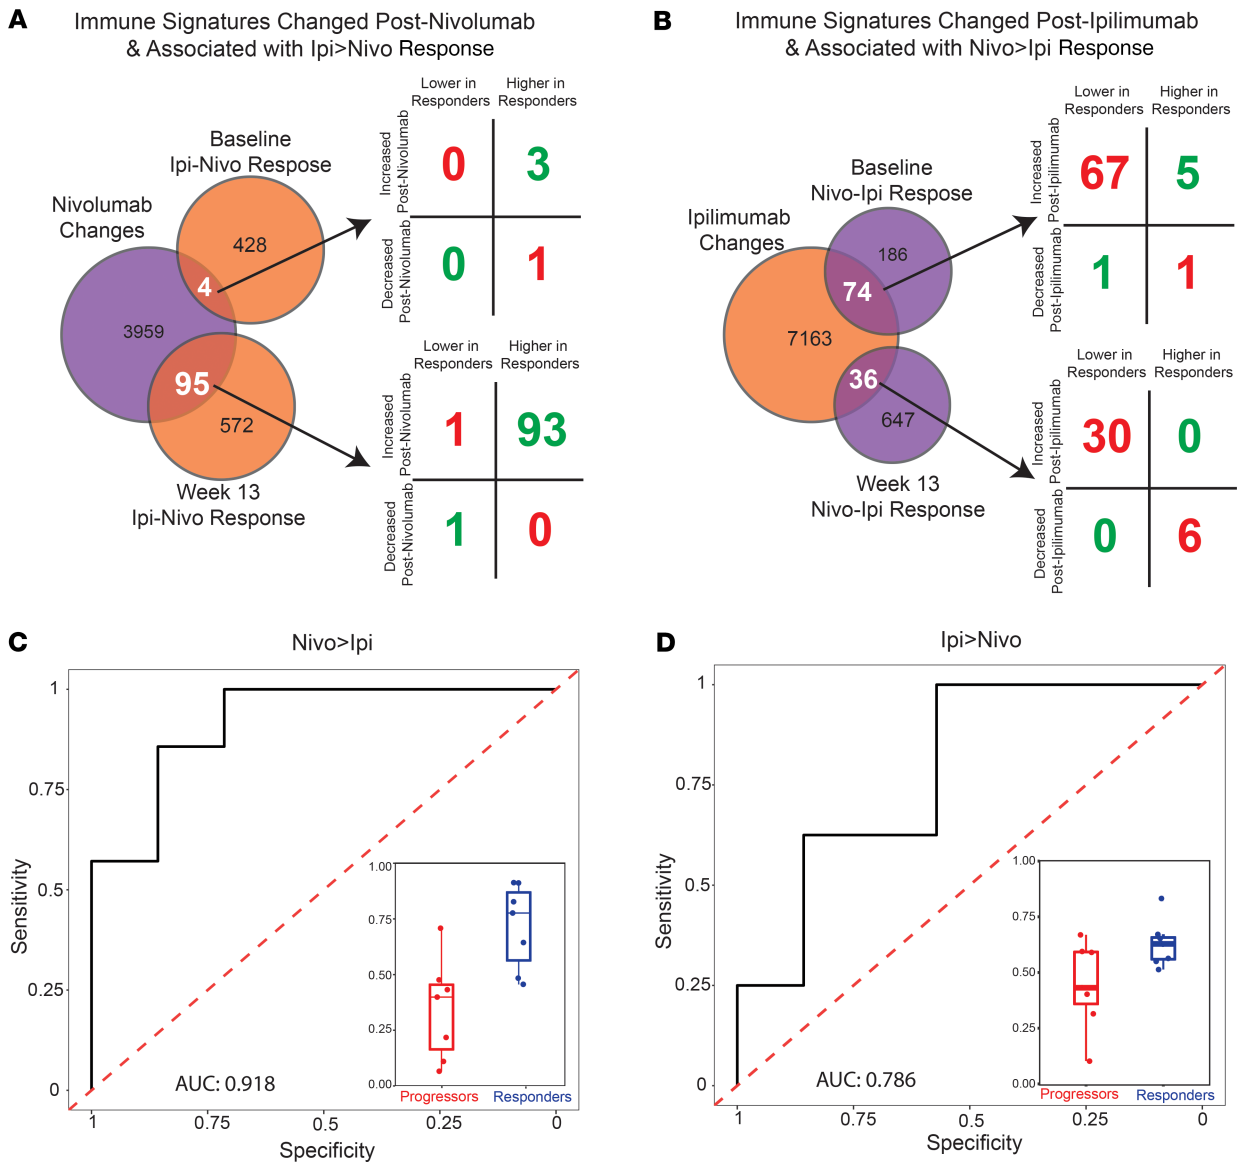 A
Immune Signatures Changed Post-Nivolumab
& Associated with Ipi>Nivo Response
Baseline
Ipi-Nivo Respose
Nivolumab
Changes
428
4
3959
95
572
Week 13
Ipi-Nivo Response
Lower in
Responders
Higher in
Responders
Increased
Post-Nivolumab
0
3
Decreased
Post-Nivolumab
0
1
Lower in
Responders
Higher in
Responders
Increased
Post-Nivolumab
1
93
Decreased
Post-Nivolumab
1
0
B
Immune Signatures Changed Post-Ipilimumab
& Associated with Nivo>Ipi Response
Baseline
Nivo-Ipi Respose
Ipilimumab
Changes
186
74
7163
36
647
Week 13
Nivo-Ipi Response
Lower in
Responders
Higher in
Responders
Increased
Post-Ipilimumab
67
5
Decreased
Post-Ipilimumab
1
1
Lower in
Responders
Higher in
Responders
Increased
Post-Ipilimumab
30
0
Decreased
Post-Ipilimumab
0
6
C
Nivo>Ipi
Sensitivity
1
0.75
0.5
0.25
0
AUC: 0.918
1.00
0.75
0.50
0.25
0.00
Progressors
Responders
1
0.75
0.5
0.25
0
Specificity
D
Ipi>Nivo
Sensitivity
1
0.75
0.5
0.25
0
AUC: 0.786
1.00
0.75
0.50
0.25
0.00
Progressors
Responders
1
0.75
0.5
0.25
0
Specificity